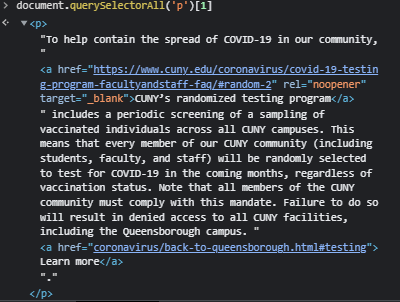 > document.querySelectorAll('p')[1]
<p>
"To help contain the spread of COVID-19 in our community,
"
<a href="https://www.cuny.edu/coronavirus/covid-19-testin
g-program-facultyandstaff-faq/#random-2" rel="noopener"
target="_blank">CUNY’s randomized testing program</a>
" includes a periodic screening of a sampling of
vaccinated individuals across all CUNY campuses. This
means that every member of our CUNY community (including
students, faculty, and staff) will be randomly selected
to test for COVID-19 in the coming months, regardless of
vaccination status. Note that all members of the CUNY
community must comply with this mandate. Failure to do so
will result in denied access to all CUNY facilities,
including the Queensborough campus. "
<a href="coronavirus/back-to-queensborough.html#testing">
Learn more</a>
"."
</p>